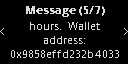 Message (5/7)
hours. Wallet
address:
0x9858effd232b4033